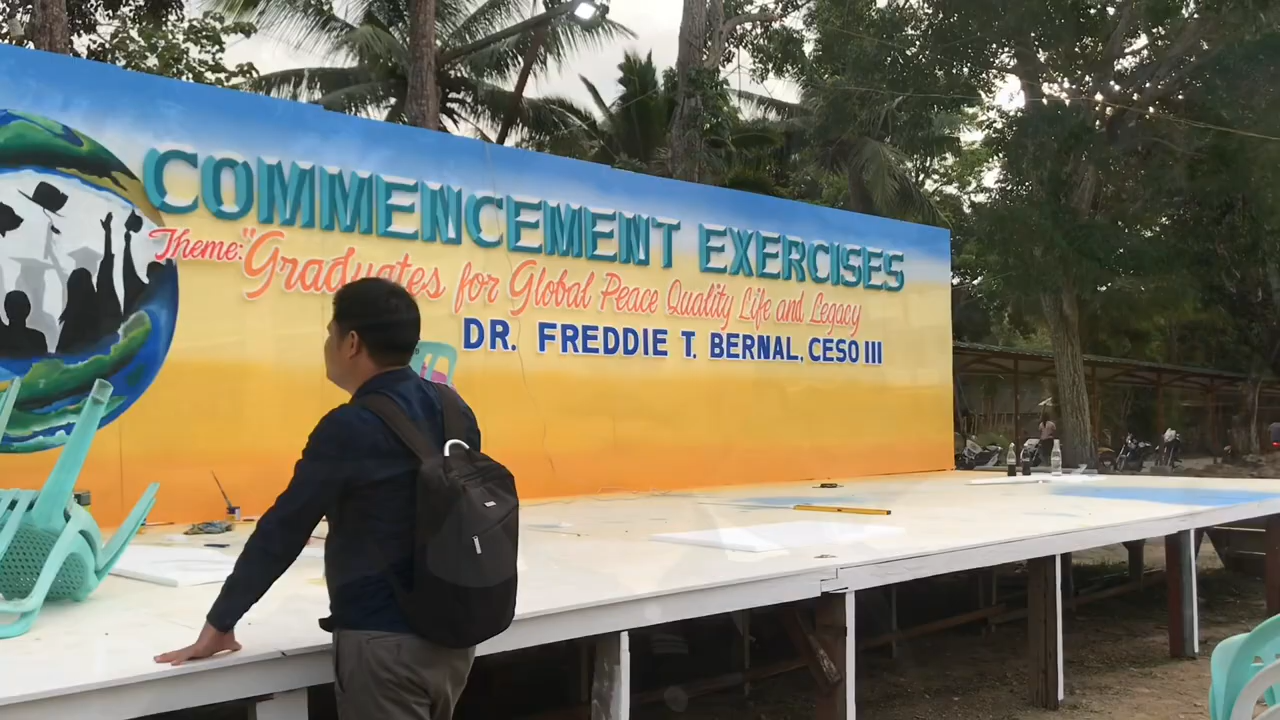 COMMENCEMENT EXERCISES
Theme: "Graduates for Global Peace Quality Life and Legacy
DR. FREDDIE T. BERNAL, CESO III